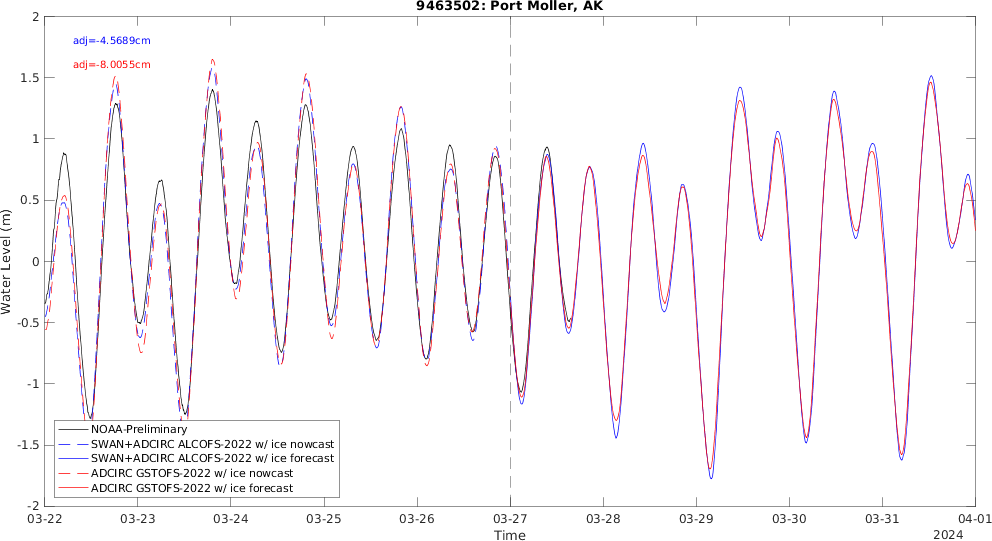 9463502: Port Moller, AK
2
adj=-4.5689cm
adj=-8.0055cm
1.5
1
0.5
0
-0.5
-1
-1.5
-2
Water Level (m)
NOAA-Preliminary
SWAN+ADCIRC ALCOFS-2022 w/ ice nowcast
SWAN+ADCIRC ALCOFS-2022 w/ ice forecast
ADCIRC GSTOFS-2022 w/ ice nowcast
ADCIRC GSTOFS-2022 w/ ice forecast
03-22 03-23 03-24 03-25 03-26 03-27 03-28 03-29 03-30 03-31 04-01
Time
2024